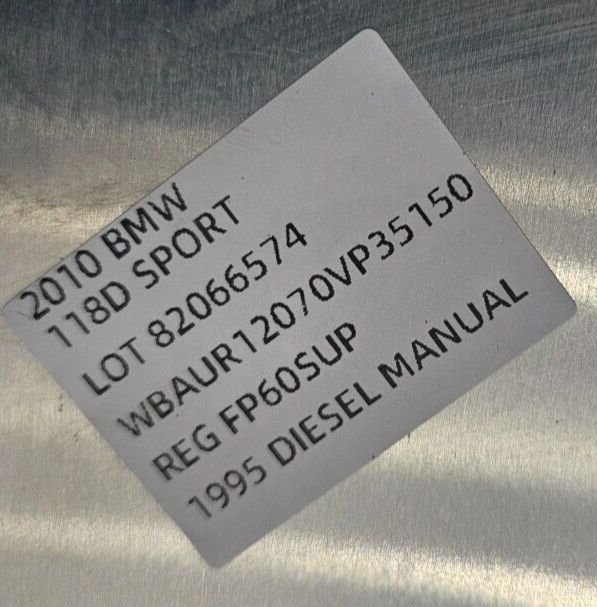 2010 BMW
118D SPORT
LOT 82066574
WBAUR12070VP35150
REG FP60SUP
1995 DIESEL MANUAL